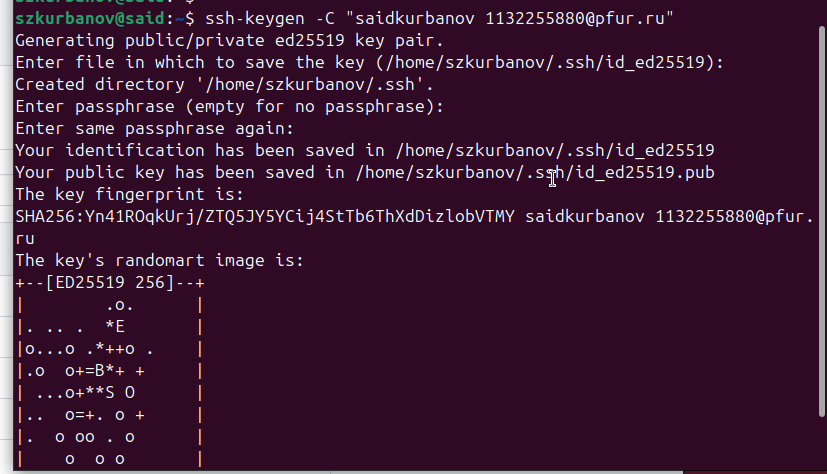 szkurbanov@said:~$ ssh-keygen -C "saidkurbanov 1132255880@pfur.ru"
Generating public/private ed25519 key pair.
Enter file in which to save the key (/home/szkurbanov/.ssh/id_ed25519):
Created directory '/home/szkurbanov/.ssh'.
Enter passphrase (empty for no passphrase):
Enter same passphrase again:
Your identification has been saved in /home/szkurbanov/.ssh/id_ed25519
Your public key has been saved in /home/szkurbanov/.ssh/id_ed25519.pub
The key fingerprint is:
SHA256:Yn41ROqkUrj/ZTQ5JY5YCij4StTb6ThXdDizlobVTMY saidkurbanov 1132255880@pfur.
ru
The key's randomart image is:
+--[ED25519 256]--+
|        .o.      |
|. .. .  *E       |
|o...o .*++o .    |
|.o  o+=B*+ +     |
| ...o+**S O      |
|..  o=+. o +     |
|.  o oo . o      |
|    o  o o       |